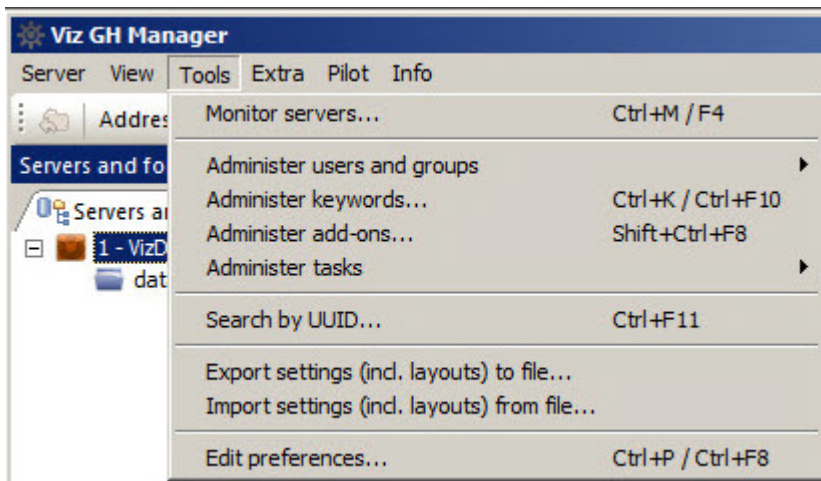 Viz GH Manager
Server View Tools Extra Pilot Info
Addres
Monitor servers... Ctrl+M / F4
Servers and fo
Administer users and groups
Servers ar
Administer keywords... Ctrl+K / Ctrl+F10
Administer add-ons... Shift+Ctrl+F8
1 - VizD
Administer tasks
dat
Search by UUID... Ctrl+F11
Export settings (incl. layouts) to file...
Import settings (incl. layouts) from file...
Edit preferences... Ctrl+P / Ctrl+F8